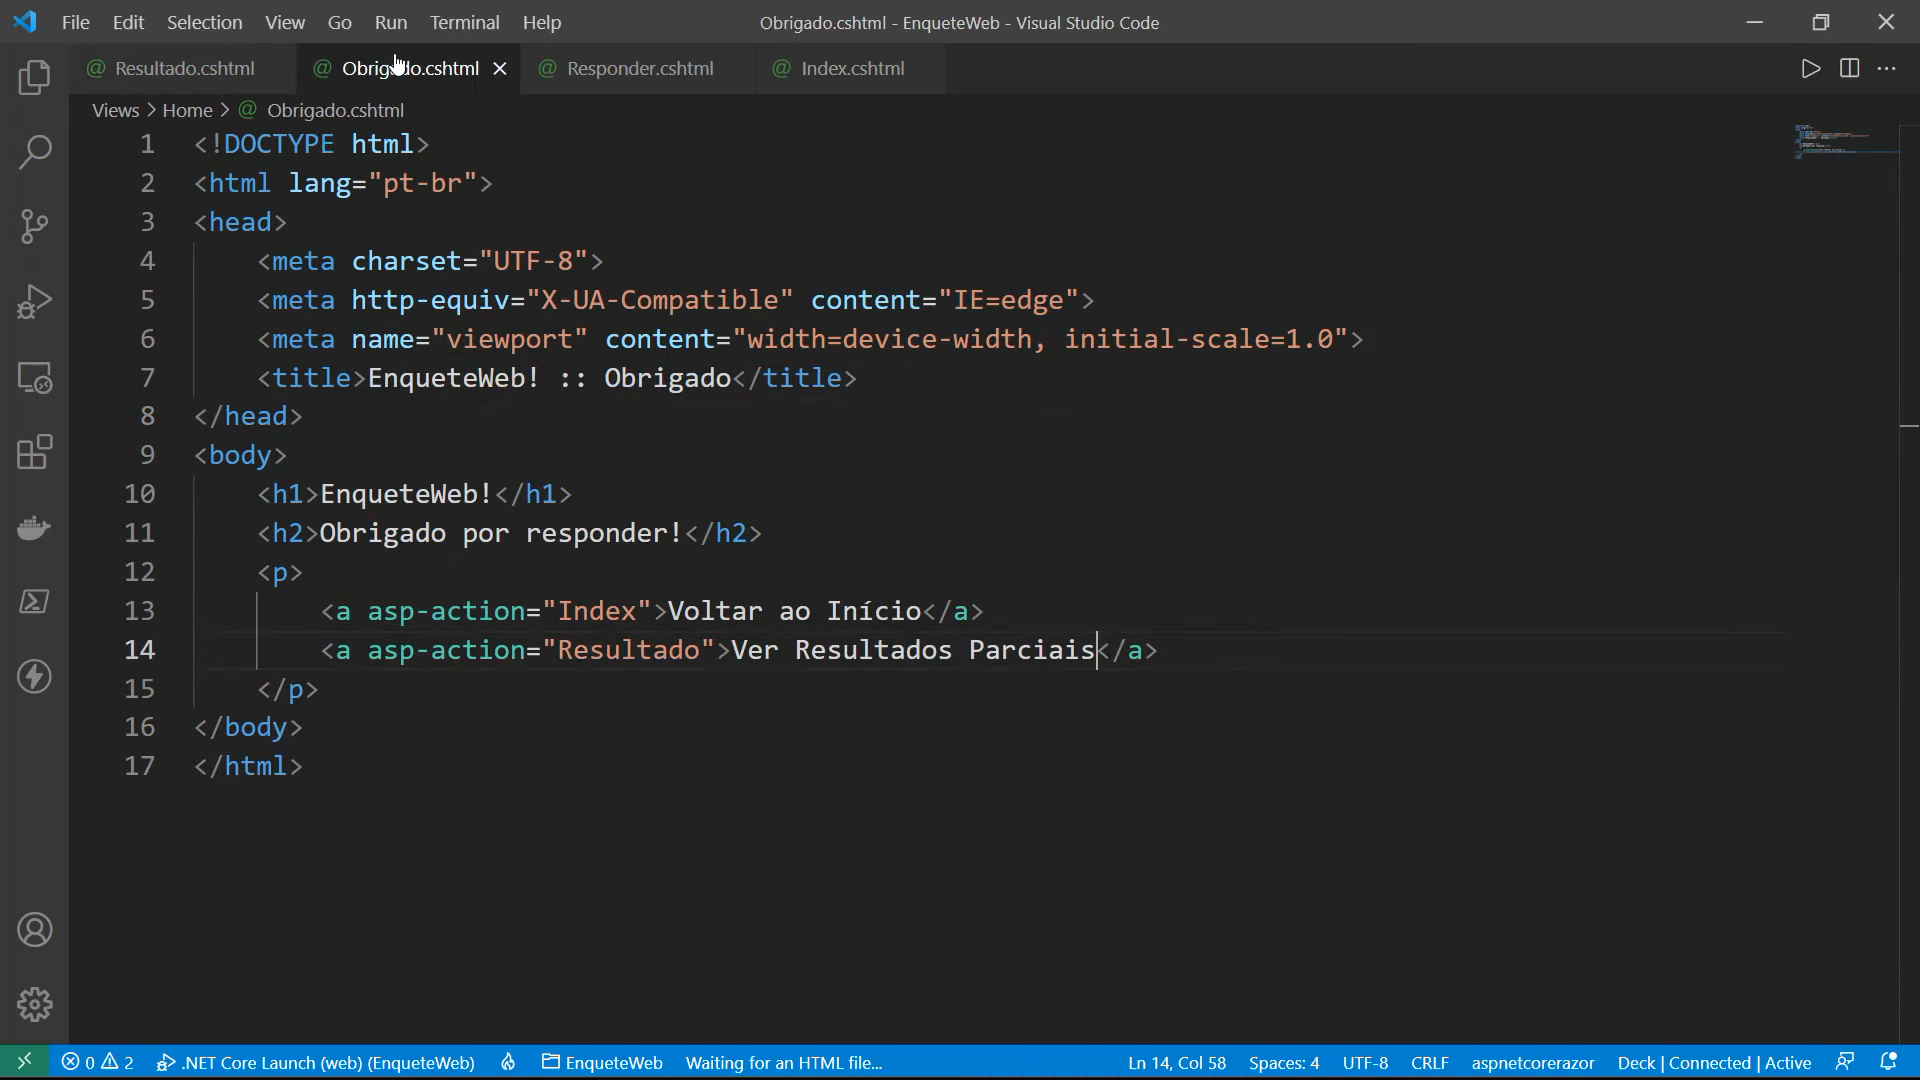 File Edit Selection View Go Run Terminal Help
Obrigado.cshtml - EnqueteWeb - Visual Studio Code
@ Resultado.cshtml @ Obrigado.cshtml @ Responder.cshtml @ Index.cshtml
Views > Home > @ Obrigado.cshtml
1 <!DOCTYPE html>
2 <html lang="pt-br">
3 <head>
4 <meta charset="UTF-8">
5 <meta http-equiv="X-UA-Compatible" content="IE=edge">
6 <meta name="viewport" content="width=device-width, initial-scale=1.0">
7 <title>EnqueteWeb! :: Obrigado</title>
8 </head>
9 <body>
10 <h1>EnqueteWeb!</h1>
11 <h2>Obrigado por responder!</h2>
12 <p>
13 <a asp-action="Index">Voltar ao Início</a>
14 <a asp-action="Resultado">Ver Resultados Parciais</a>
15 </p>
16 </body>
17 </html>
0 2 .NET Core Launch (web) (EnqueteWeb) EnqueteWeb Waiting for an HTML file... Ln 14, Col 58 Spaces: 4 UTF-8 CRLF aspnetcorerazor Deck | Connected | Active